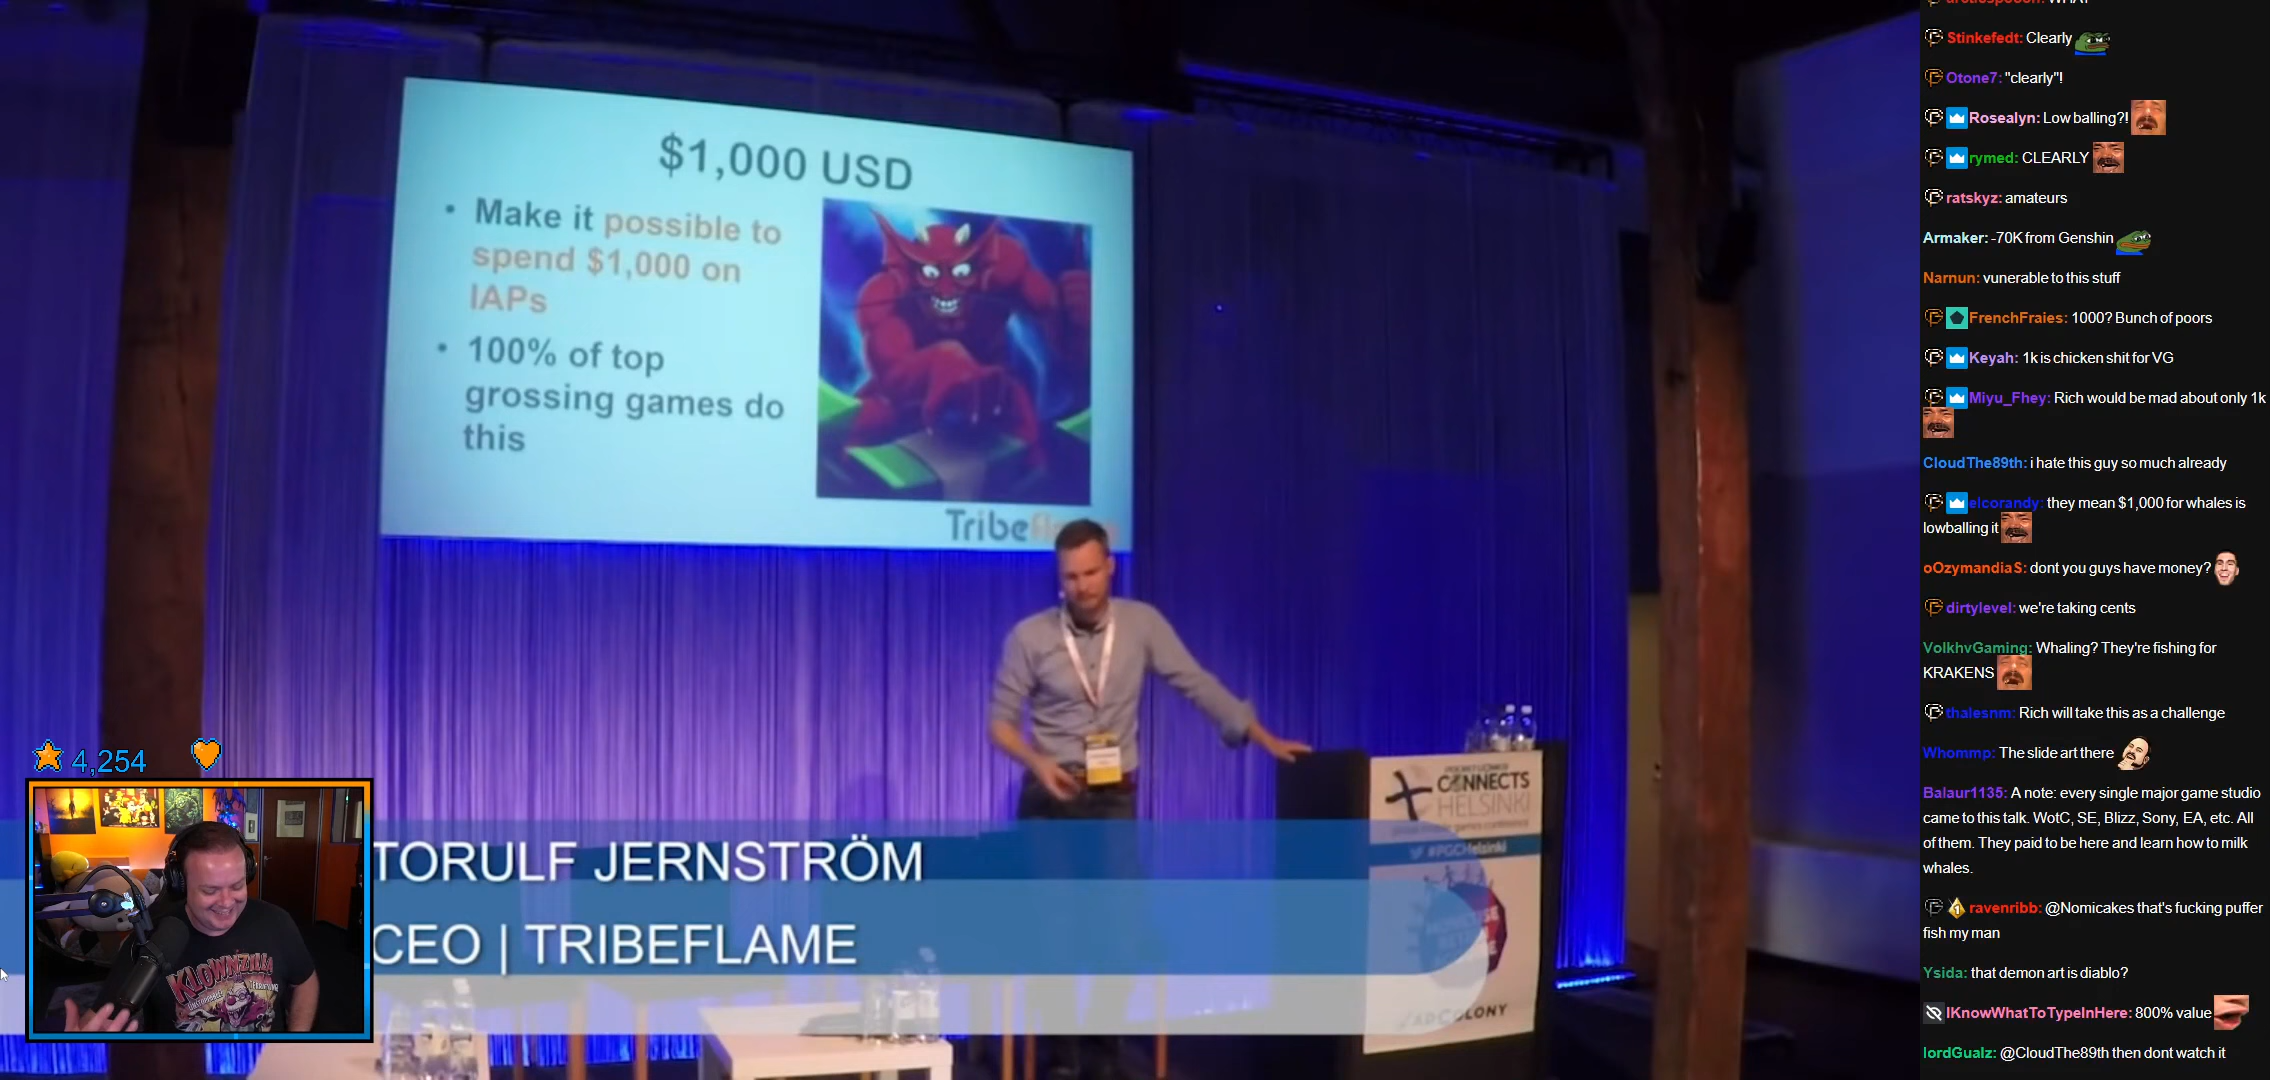 $1,000 USD
• Make it possible to
spend $1,000 on
IAPs
• 100% of top
grossing games do
this
Tribe
CONNECTS
HELSINKI
#PGCHelsinki
ADCOLONY
4,254
KLOWNZILLA
TORULF JERNSTRÖM
CEO | TRIBEFLAME
Stinkefedt: Clearly
Otone7: "clearly"!
Rosealyn: Low balling?!
rymed: CLEARLY
ratskyz: amateurs
Armaker: -70K from Genshin
Narnun: vunerable to this stuff
FrenchFraies: 1000? Bunch of poors
Keyah: 1k is chicken shit for VG
Miyu_Fhey: Rich would be mad about only 1k
CloudThe89th: i hate this guy so much already
elcorandy: they mean $1,000 for whales is
lowballing it
oOzymandiaS: dont you guys have money?
dirtylevel: we're taking cents
VolkhvGaming: Whaling? They're fishing for
KRAKENS
thalesnm: Rich will take this as a challenge
Whommp: The slide art there
Balaur1135: A note: every single major game studio
came to this talk. WotC, SE, Blizz, Sony, EA, etc. All
of them. They paid to be here and learn how to milk
whales.
ravenribb: @Nomicakes that's fucking puffer
fish my man
Ysida: that demon art is diablo?
IKnowWhatToTypeInHere: 800% value
lordGualz: @CloudThe89th then dont watch it